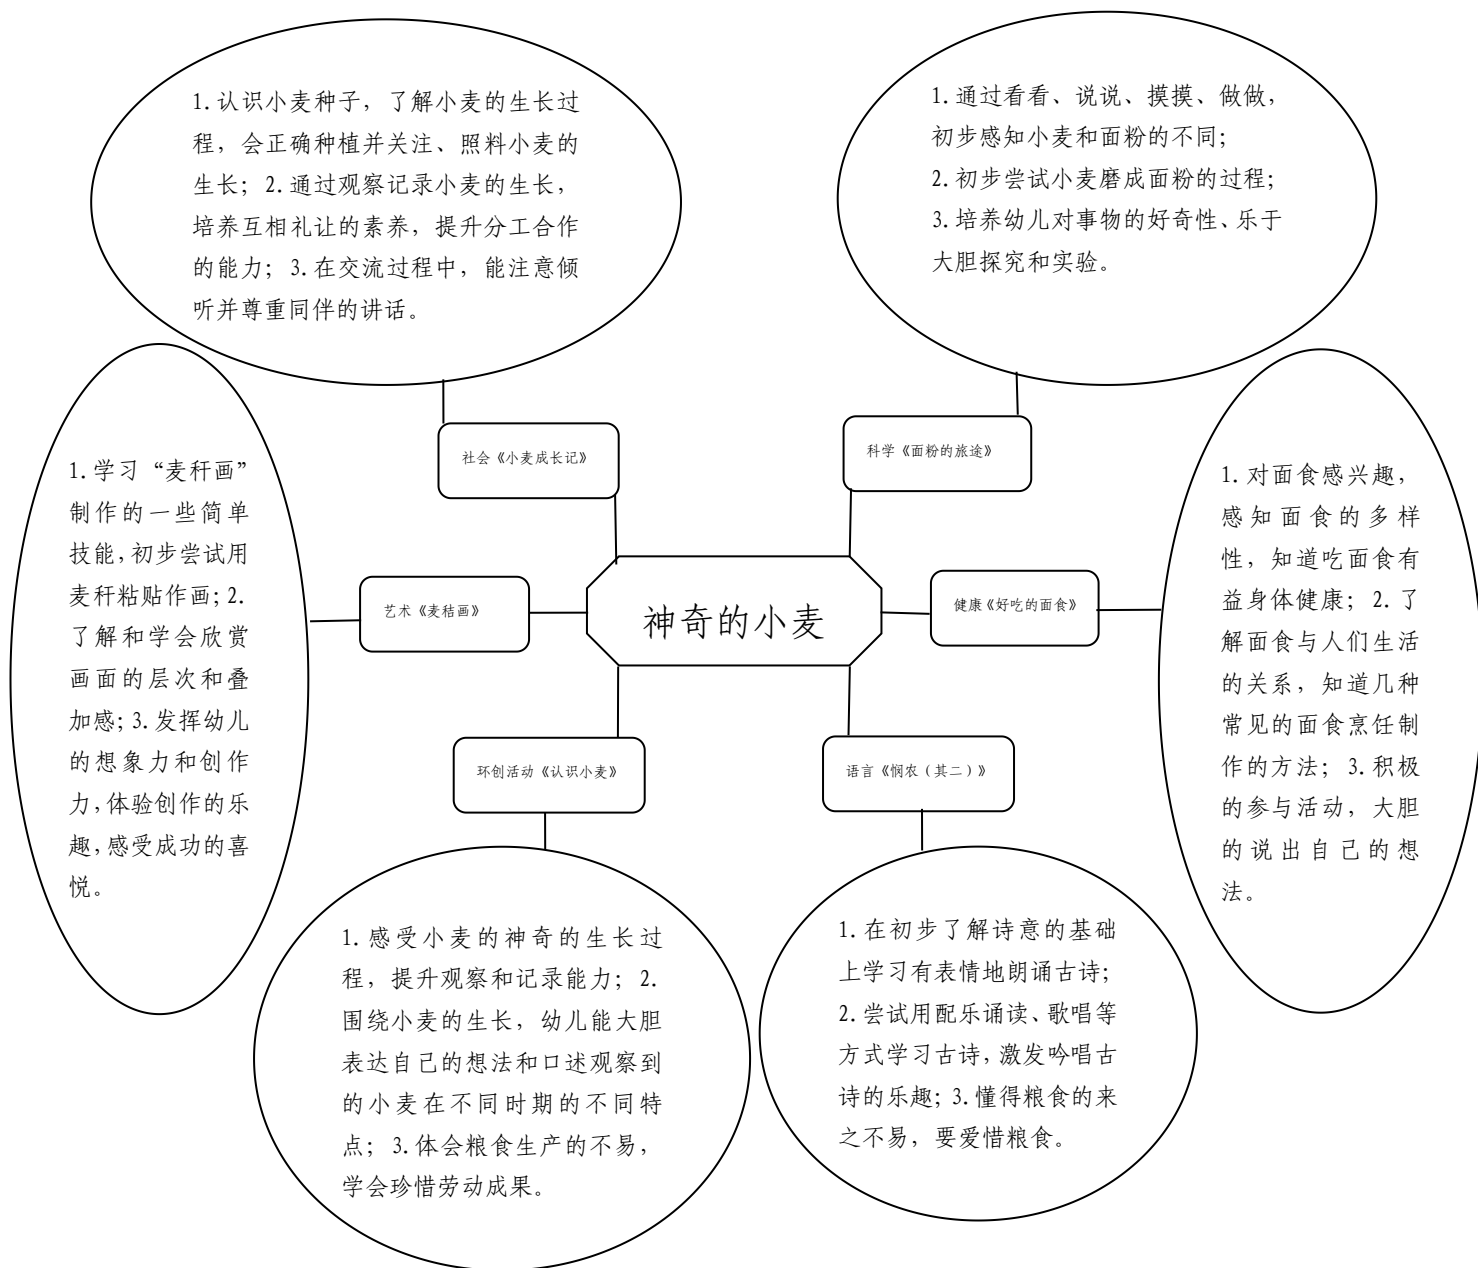 1.认识小麦种子，了解小麦的生长过
程，会正确种植并关注、照料小麦的
生长；2.通过观察记录小麦的生长，
培养互相礼让的素养，提升分工合作
的能力；3.在交流过程中，能注意倾
听并尊重同伴的讲话。
1.通过看看、说说、摸摸、做做，
初步感知小麦和面粉的不同；
2.初步尝试小麦磨成面粉的过程；
3.培养幼儿对事物的好奇性、乐于
大胆探究和实验。
社会《小麦成长记》
科学《面粉的旅途》
1.学习“麦秆画”
制作的一些简单
技能，初步尝试用
麦秆粘贴作画；2.
了解和学会欣赏
画面的层次和叠
加感；3.发挥幼儿
的想象力和创作
力，体验创作的乐
趣，感受成功的喜
悦。
艺术《麦秸画》
神奇的小麦
健康《好吃的面食》
1.对面食感兴趣，
感知面食的多样
性，知道吃面食有
益身体健康；2.了
解面食与人们生活
的关系，知道几种
常见的面食烹饪制
作的方法；3.积极
的参与活动，大胆
的说出自己的想
法。
环创活动《认识小麦》
语言《悯农（其二）》
1.感受小麦的神奇的生长过
程，提升观察和记录能力；2.
围绕小麦的生长，幼儿能大胆
表达自己的想法和口述观察到
的小麦在不同时期的不同特
点；3.体会粮食生产的不易，
学会珍惜劳动成果。
1.在初步了解诗意的基础
上学习有表情地朗诵古诗；
2.尝试用配乐诵读、歌唱等
方式学习古诗，激发吟唱古
诗的乐趣；3.懂得粮食的来
之不易，要爱惜粮食。